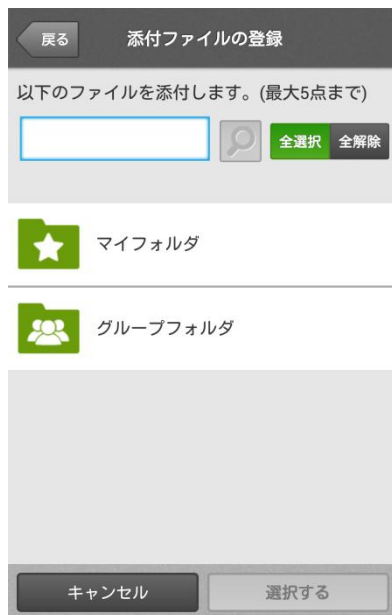 戻る
添付ファイルの登録
以下のファイルを添付します。(最大5点まで)
全選択 全解除
マイフォルダ
グループフォルダ
キャンセル 選択する